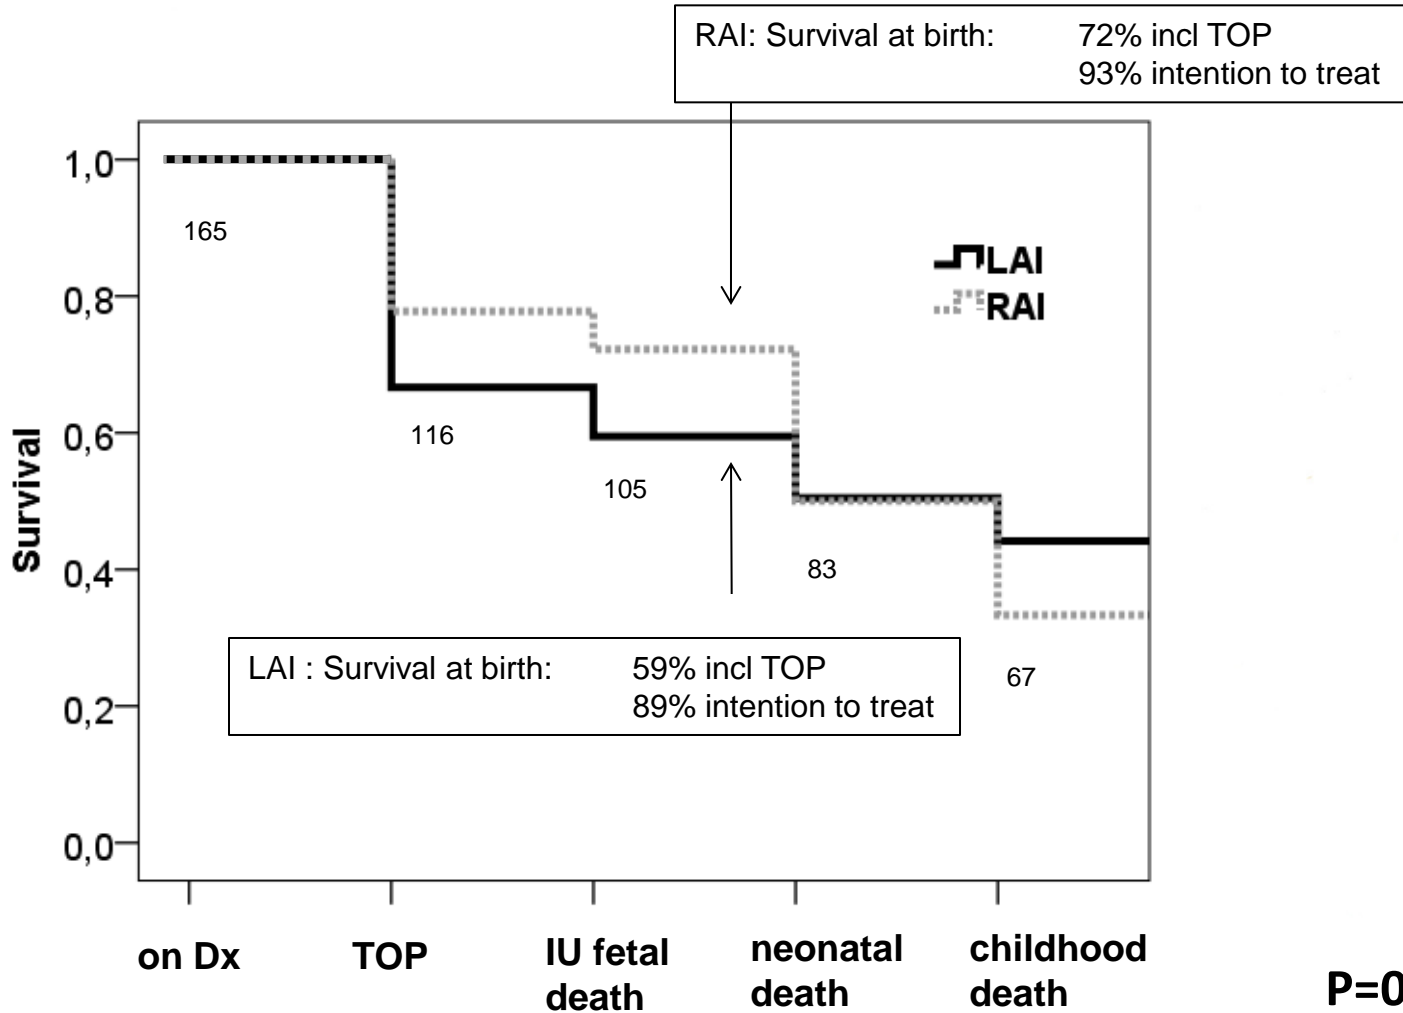 RAI: Survival at birth: 72% incl TOP
93% intention to treat
1,0
165
LAI
0,8
RAI
116
0,6
105
Survival
0,4
83
LAI : Survival at birth: 59% incl TOP
89% intention to treat
67
0,2
0,0
on Dx TOP IU fetal death neonatal death childhood death
P=0